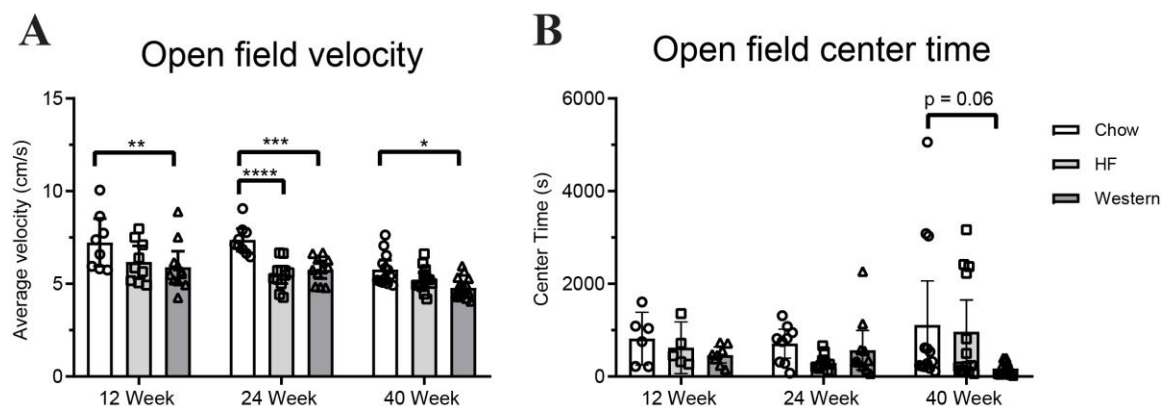 A
Open field velocity
Average velocity (cm/s)
15
10
5
0
**
***
****
*
12 Week
24 Week
40 Week
B
Open field center time
Center Time (s)
6000
4000
2000
0
p = 0.06
12 Week
24 Week
40 Week
Chow
HF
Western